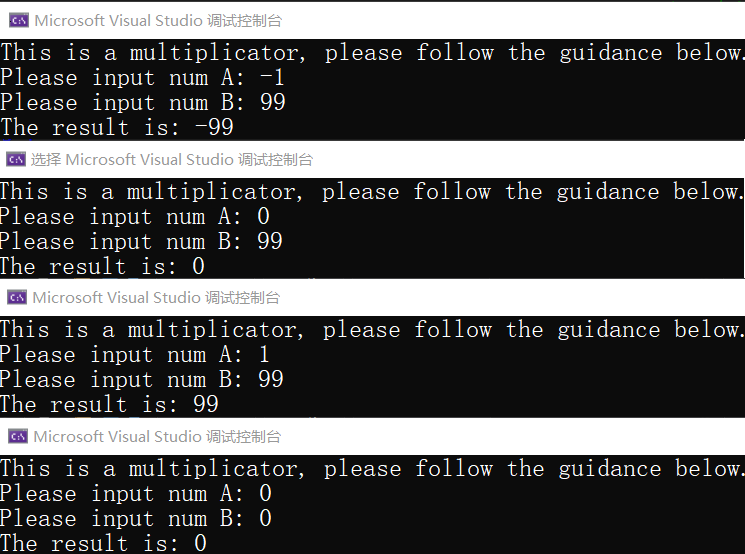 Microsoft Visual Studio 调试控制台
This is a multiplicator, please follow the guidance below.
Please input num A: -1
Please input num B: 99
The result is: -99
选择 Microsoft Visual Studio 调试控制台
This is a multiplicator, please follow the guidance below.
Please input num A: 0
Please input num B: 99
The result is: 0
Microsoft Visual Studio 调试控制台
This is a multiplicator, please follow the guidance below.
Please input num A: 1
Please input num B: 99
The result is: 99
Microsoft Visual Studio 调试控制台
This is a multiplicator, please follow the guidance below.
Please input num A: 0
Please input num B: 0
The result is: 0